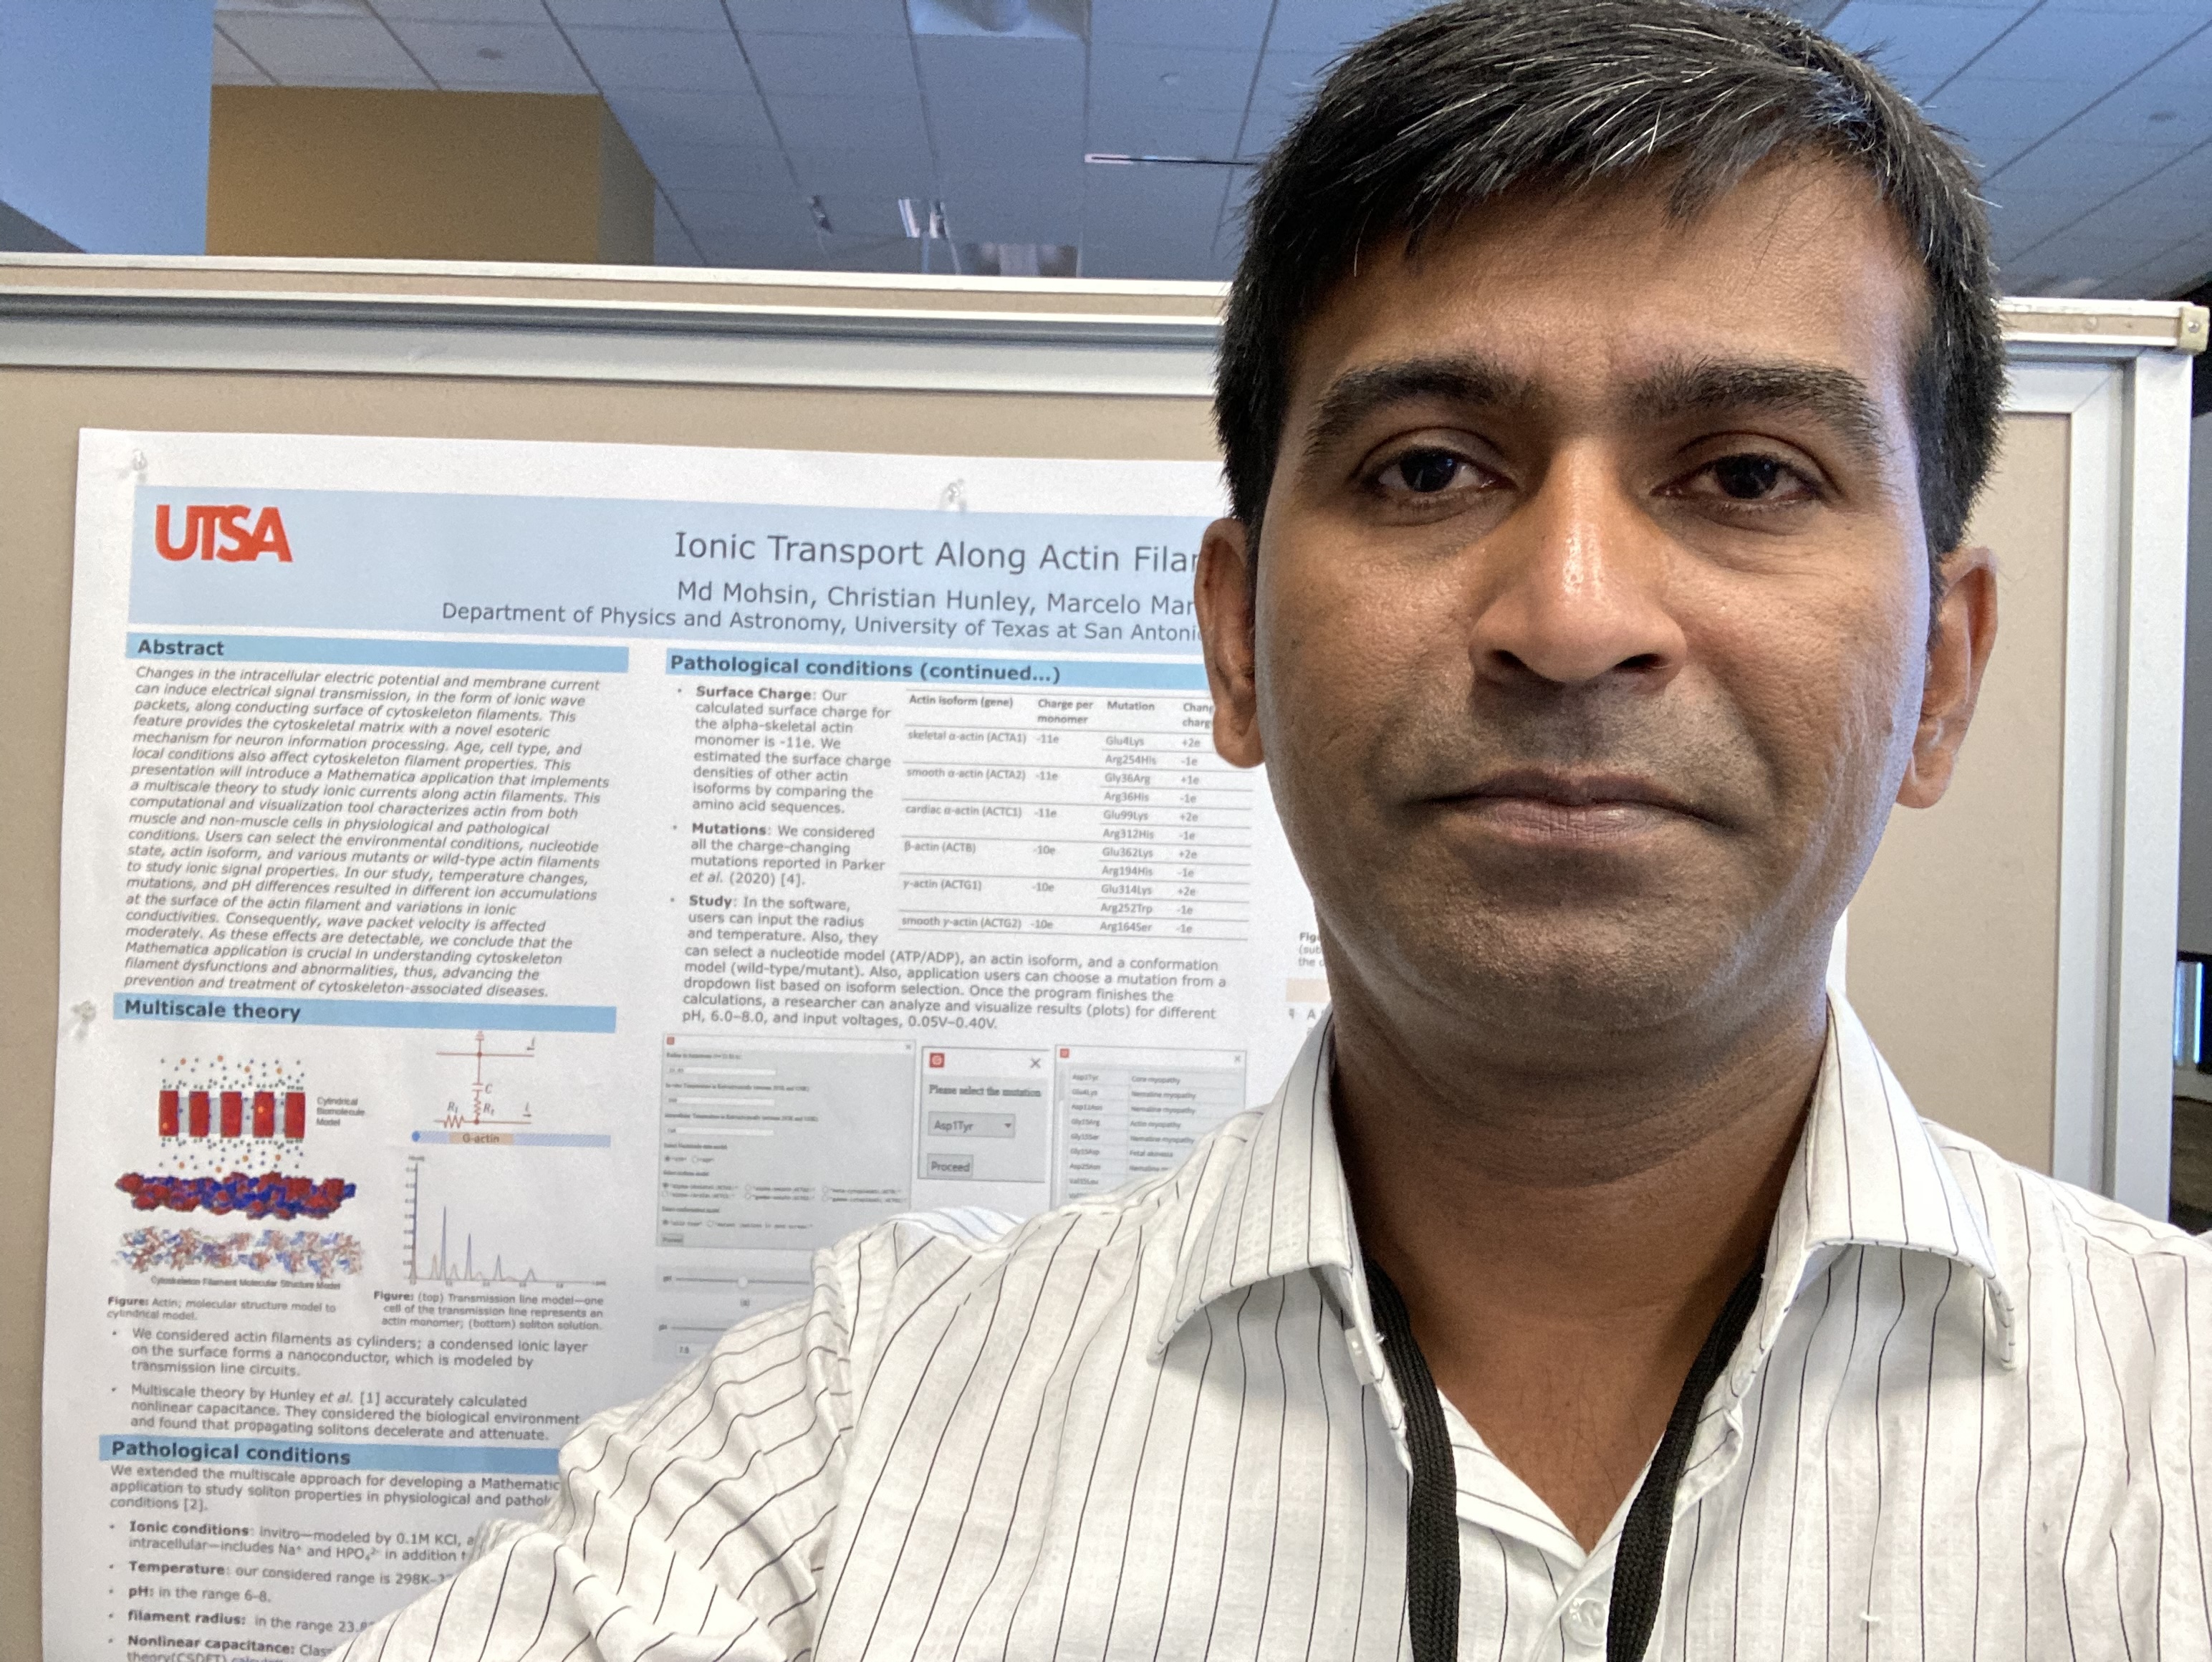 UTSA
Ionic Transport Along Actin Filar
Md Mohsin, Christian Hunley, Marcelo Mar
Department of Physics and Astronomy, University of Texas at San Antonio
Abstract
Changes in the intracellular electric potential and membrane current
can induce electrical signal transmission, in the form of ionic wave
packets, along conducting surface of cytoskeleton filaments. This
feature provides the cytoskeletal matrix with a novel esoteric
mechanism for neuron information processing. Age, cell type, and
local conditions also affect cytoskeleton filament properties. This
presentation will introduce a Mathematica application that implements
a multiscale theory to study ionic currents along actin filaments. This
computational and visualization tool characterizes actin from both
muscle and non-muscle cells in physiological and pathological
conditions. Users can select the environmental conditions, nucleotide
state, actin isoform, and various mutants or wild-type actin filaments
to study ionic signal properties. In our study, temperature changes,
mutations, and pH differences resulted in different ion accumulations
at the surface of the actin filament and variations in ionic
conductivities. Consequently, wave packet velocity is affected
moderately. As these effects are detectable, we conclude that the
Mathematica application is crucial in understanding cytoskeleton
filament dysfunctions and abnormalities, thus, advancing the
prevention and treatment of cytoskeleton-associated diseases.
Multiscale theory
Cylindrical
Biomolecule
Model
C
G-actin
Cytoskeleton Filament Molecular Structure Model
Figure: Actin; molecular structure model to
cylindrical model.
Figure: (top) Transmission line model—one
cell of the transmission line represents an
actin monomer; (bottom) soliton solution.
• We considered actin filaments as cylinders; a condensed ionic layer
on the surface forms a nanoconductor, which is modeled by
transmission line circuits.
• Multiscale theory by Hunley et al. [1] accurately calculated
nonlinear capacitance. They considered the biological environment
and found that propagating solitons decelerate and attenuate.
Pathological conditions
We extended the multiscale approach for developing a Mathematic
application to study soliton properties in physiological and pathol
conditions [2].
• Ionic conditions: invitro—modeled by 0.1M KCl, a
intracellular—includes Na⁺ and HPO₄²⁻ in addition t
• Temperature: our considered range is 298K-
• pH: in the range 6-8.
• filament radius: in the range 23.
• Nonlinear capacitance: Clas
theory(CSDFT)
Pathological conditions (continued...)
• Surface Charge: Our
calculated surface charge for
the alpha-skeletal actin
monomer is -11e. We
estimated the surface charge
densities of other actin
isoforms by comparing the
amino acid sequences.
• Mutations: We considered
all the charge-changing
mutations reported in Parker
et al. (2020) [4].
• Study: In the software,
users can input the radius
and temperature. Also, they
can select a nucleotide model (ATP/ADP), an actin isoform, and a conformation
model (wild-type/mutant). Also, application users can choose a mutation from a
dropdown list based on isoform selection. Once the program finishes the
calculations, a researcher can analyze and visualize results (plots) for different
pH, 6.0–8.0, and input voltages, 0.05V–0.40V.
Actin isoform (gene) Charge per monomer Mutation Chang charg
skeletal α-actin (ACTA1) -11e Glu4Lys +2e
Arg254His -1e
smooth α-actin (ACTA2) -11e Gly36Arg +1e
Arg36His -1e
cardiac α-actin (ACTC1) -11e Glu99Lys +2e
Arg312His -1e
β-actin (ACTB) -10e Glu362Lys +2e
Arg194His -1e
γ-actin (ACTG1) -10e Glu314Lys +2e
Arg252Trp -1e
smooth γ-actin (ACTG2) -10e Arg164Ser -1e
Please select the mutation
Asp1Tyr
Proceed
Asp1Tyr Core myopathy
Glu4Lys Nemaline myopathy
Nemaline myopathy
Actin myopathy
Nemaline myopathy
Fetal akinesia
Figu
(sub
the c